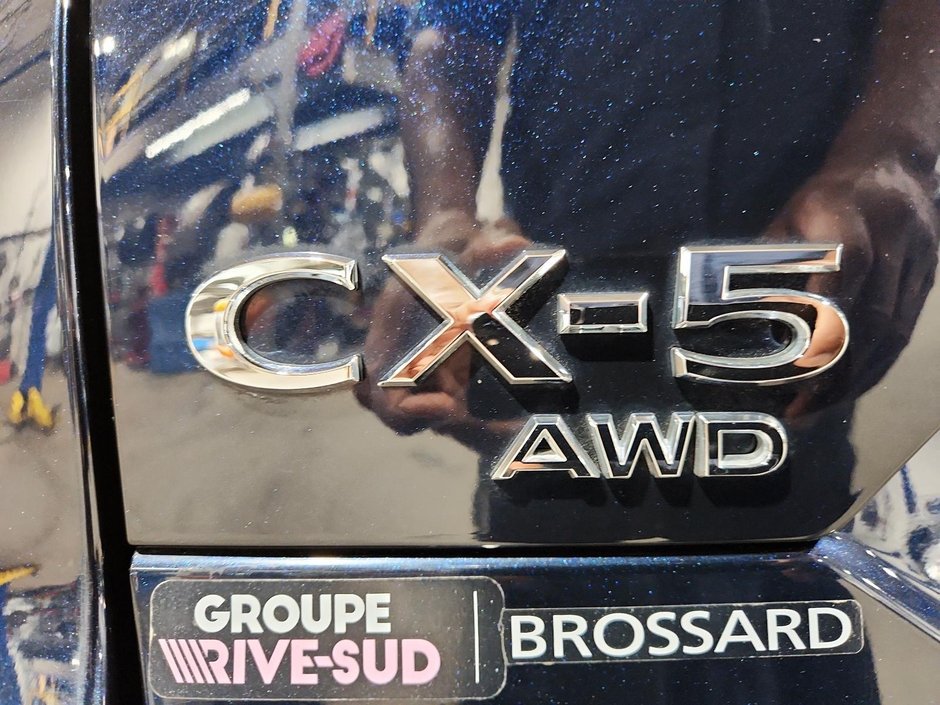 CX-5
AWD
GROUPE
RIVE-SUD
BROSSARD